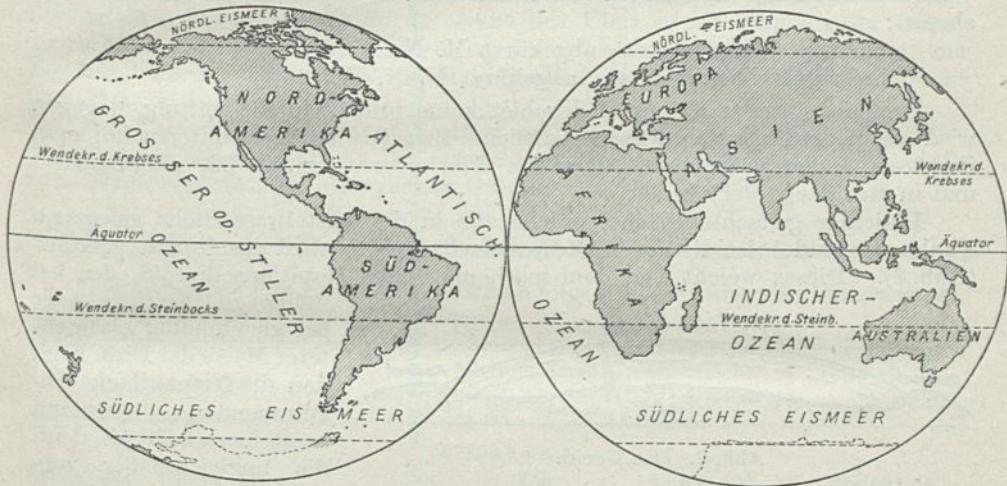 NÖRDL. EISMEER
NORD-
AMERIKA
GROSSER OD. STILLER
OZEAN
ATLANTISCH
Wendekr. d. Krebses
Äquator
SÜD-
AMERIKA
Wendekr. d. Steinbocks
SÜDLICHES EISMEER
NÖRDL. EISMEER
EUROPA
ASIEN
AFRIKA
Wendekr. d.
Krebses
Äquator
OZEAN
INDISCHER-
Wendekr. d. Steinb.
OZEAN
AUSTRALIEN
SÜDLICHES EISMEER